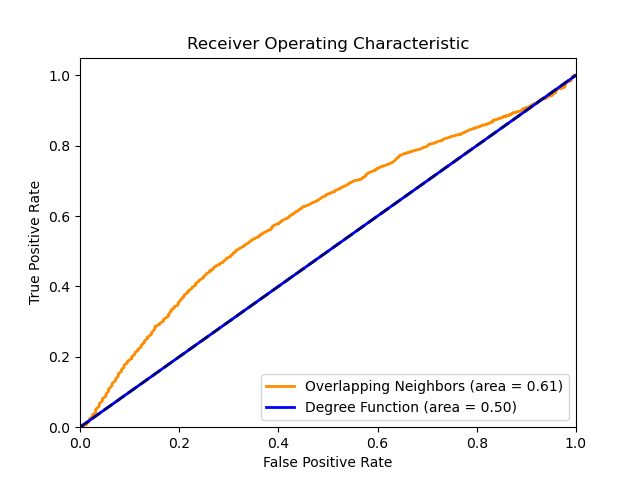 Receiver Operating Characteristic
True Positive Rate
1.0
0.8
0.6
0.4
0.2
0.0
Overlapping Neighbors (area = 0.61)
Degree Function (area = 0.50)
0.0 0.2 0.4 0.6 0.8 1.0
False Positive Rate